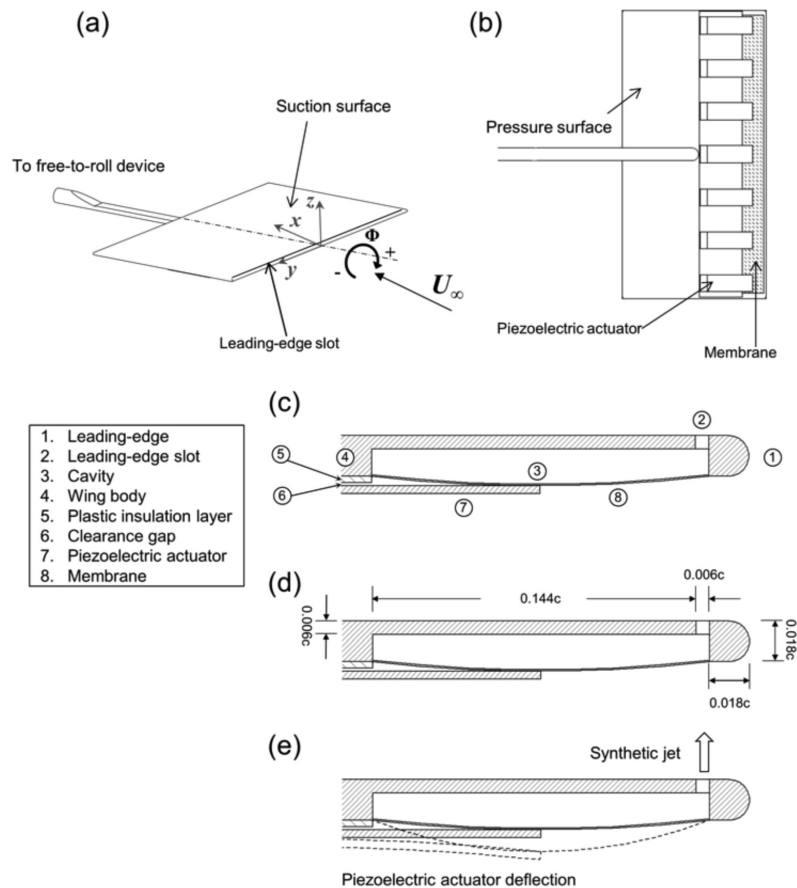 (a)
Suction surface
To free-to-roll device
z
x
Φ
+
y
-
U∞
Leading-edge slot
(b)
Pressure surface
Piezoelectric actuator
Membrane
(c)
1. Leading-edge
2. Leading-edge slot
3. Cavity
4. Wing body
5. Plastic insulation layer
6. Clearance gap
7. Piezoelectric actuator
8. Membrane
2
5
4
3
1
6
7
8
(d)
0.006c
0.144c
0.006c
0.018c
0.018c
(e)
Synthetic jet
Piezoelectric actuator deflection